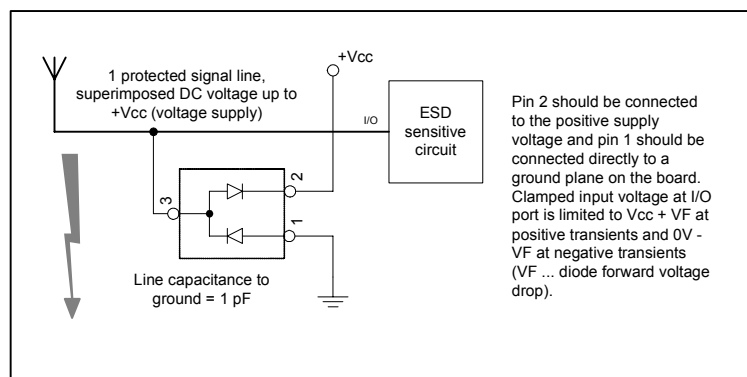 +Vcc
1 protected signal line,
superimposed DC voltage up to
+Vcc (voltage supply)
I/O
ESD
sensitive
circuit
3
2
1
Line capacitance to
ground = 1 pF
Pin 2 should be connected
to the positive supply
voltage and pin 1 should be
connected directly to a
ground plane on the board.
Clamped input voltage at I/O
port is limited to Vcc + VF at
positive transients and 0V -
VF at negative transients
(VF ... diode forward voltage
drop).